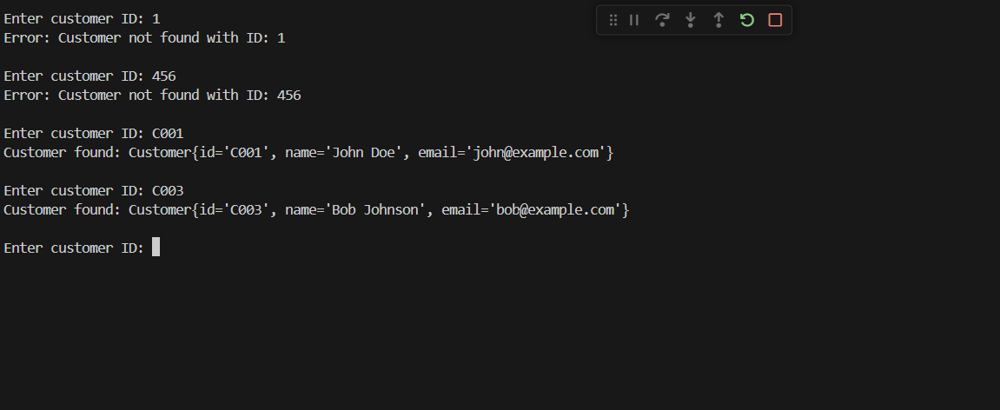 Enter customer ID: 1
Error: Customer not found with ID: 1
Enter customer ID: 456
Error: Customer not found with ID: 456
Enter customer ID: C001
Customer found: Customer{id='C001', name='John Doe', email='john@example.com'}
Enter customer ID: C003
Customer found: Customer{id='C003', name='Bob Johnson', email='bob@example.com'}
Enter customer ID: